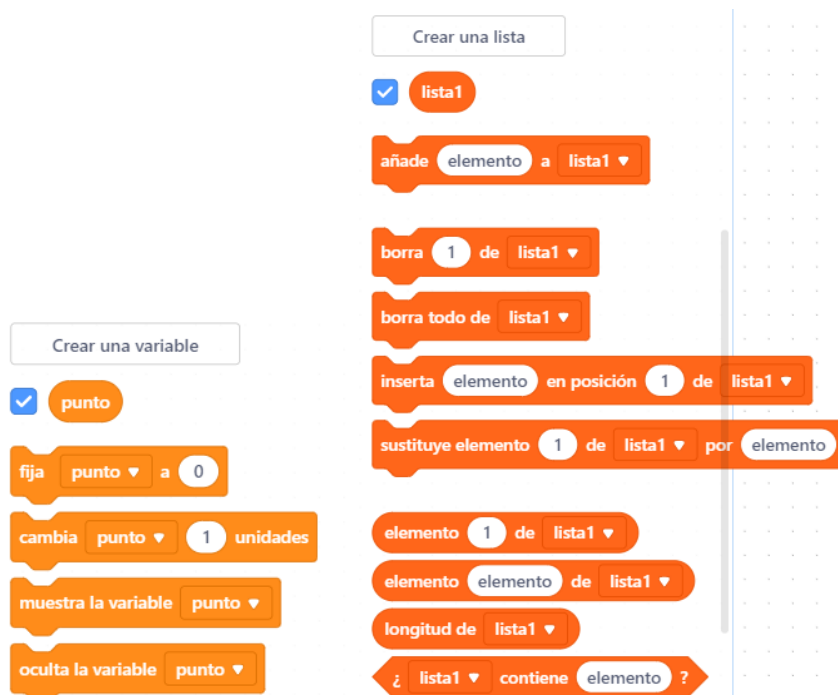 Crear una variable
punto
fija punto a 0
cambia punto 1 unidades
muestra la variable punto
oculta la variable punto
Crear una lista
lista1
añade elemento a lista1
borra 1 de lista1
borra todo de lista1
inserta elemento en posición 1 de lista1
sustituye elemento 1 de lista1 por elemento
elemento 1 de lista1
elemento elemento de lista1
longitud de lista1
¿ lista1 contiene elemento ?